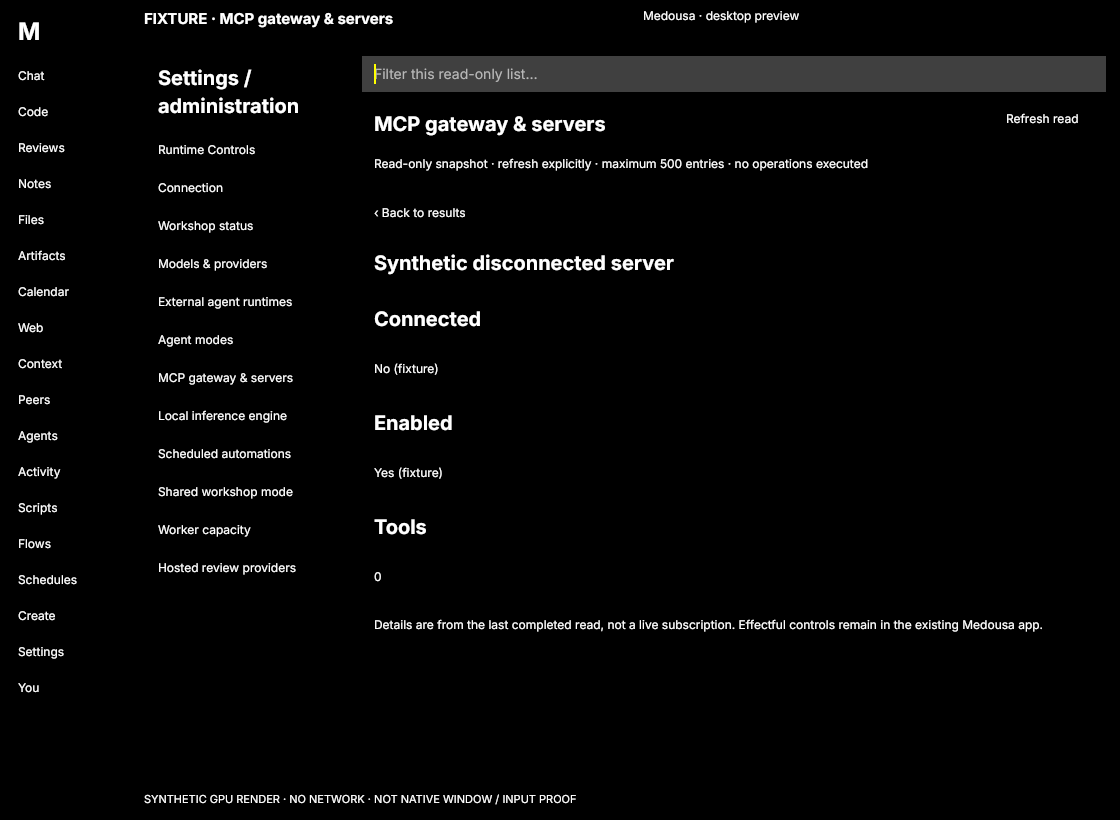 M
FIXTURE · MCP gateway & servers
Medousa · desktop preview
Chat
Code
Reviews
Notes
Files
Artifacts
Calendar
Web
Context
Peers
Agents
Activity
Scripts
Flows
Schedules
Create
Settings
You
Settings /
administration
Runtime Controls
Connection
Workshop status
Models & providers
External agent runtimes
Agent modes
MCP gateway & servers
Local inference engine
Scheduled automations
Shared workshop mode
Worker capacity
Hosted review providers
Filter this read-only list...
MCP gateway & servers
Refresh read
Read-only snapshot · refresh explicitly · maximum 500 entries · no operations executed
‹ Back to results
Synthetic disconnected server
Connected
No (fixture)
Enabled
Yes (fixture)
Tools
0
Details are from the last completed read, not a live subscription. Effectful controls remain in the existing Medousa app.
SYNTHETIC GPU RENDER · NO NETWORK · NOT NATIVE WINDOW / INPUT PROOF